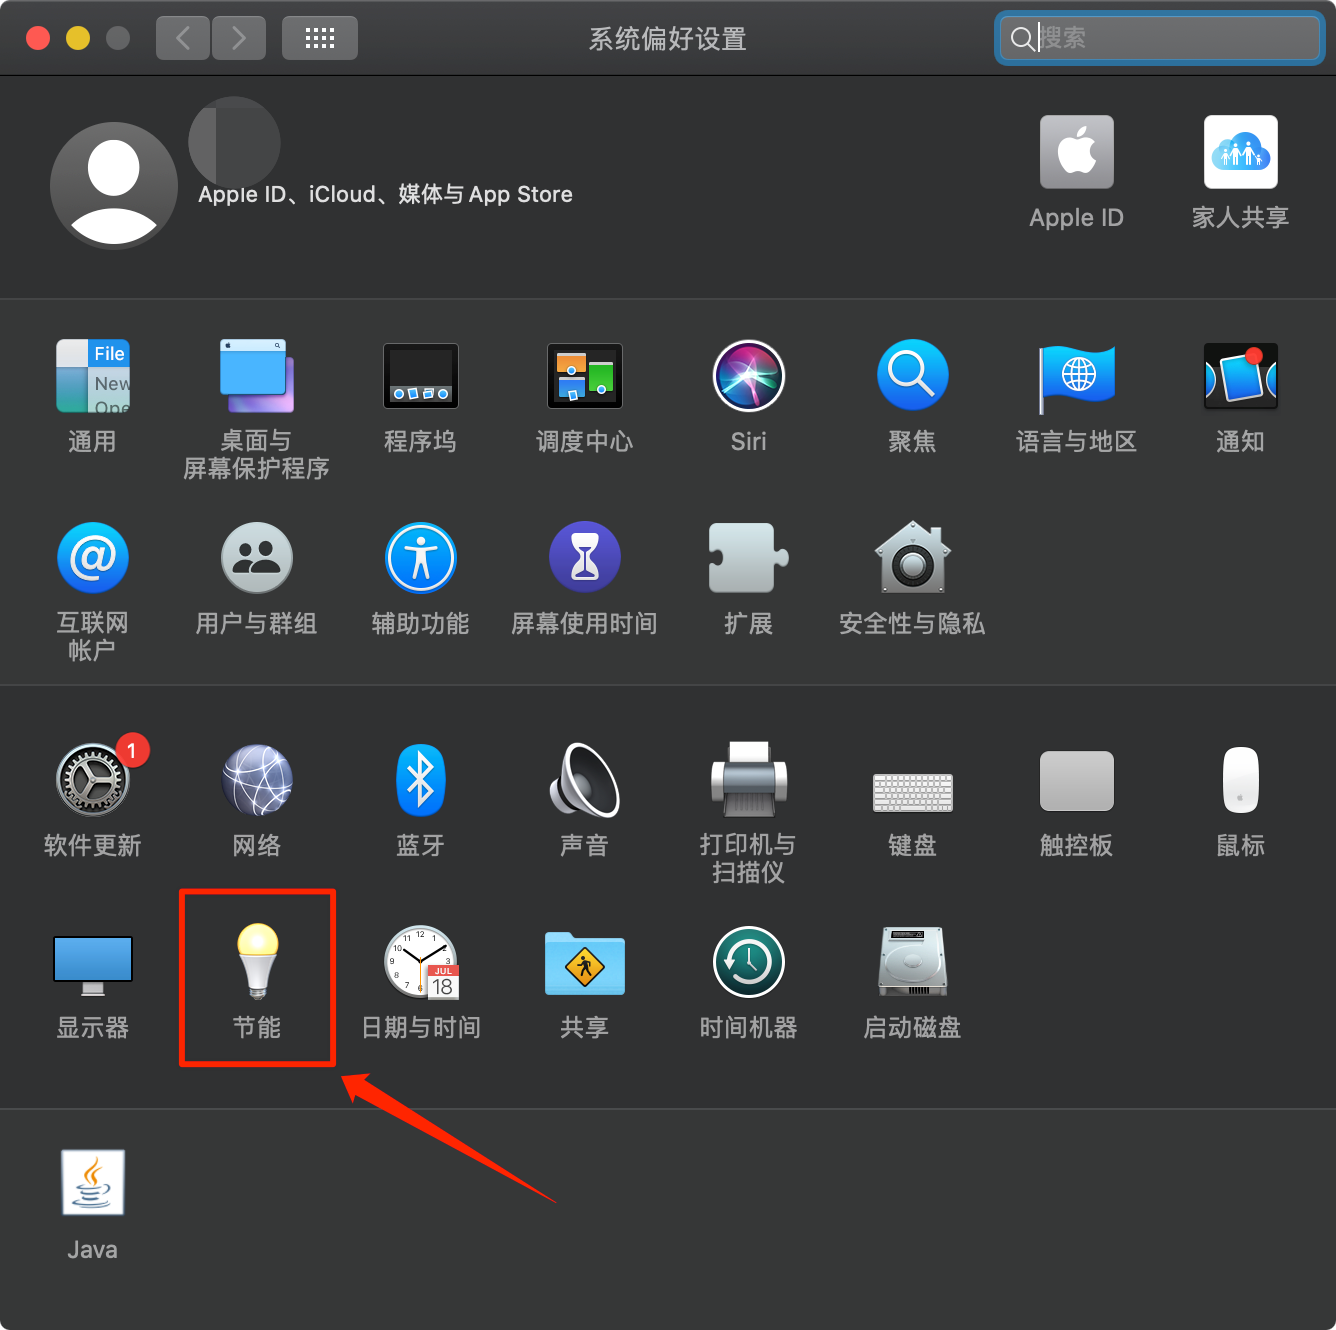 系统偏好设置
搜索
Apple ID、iCloud、媒体与 App Store
Apple ID
家人共享
File
New
Ope
通用
桌面与
屏幕保护程序
程序坞
调度中心
Siri
聚焦
语言与地区
通知
@
互联网
帐户
用户与群组
辅助功能
屏幕使用时间
扩展
安全性与隐私
1
软件更新
网络
蓝牙
声音
打印机与
扫描仪
键盘
触控板
鼠标
显示器
节能
JUL
18
日期与时间
共享
时间机器
启动磁盘
Java